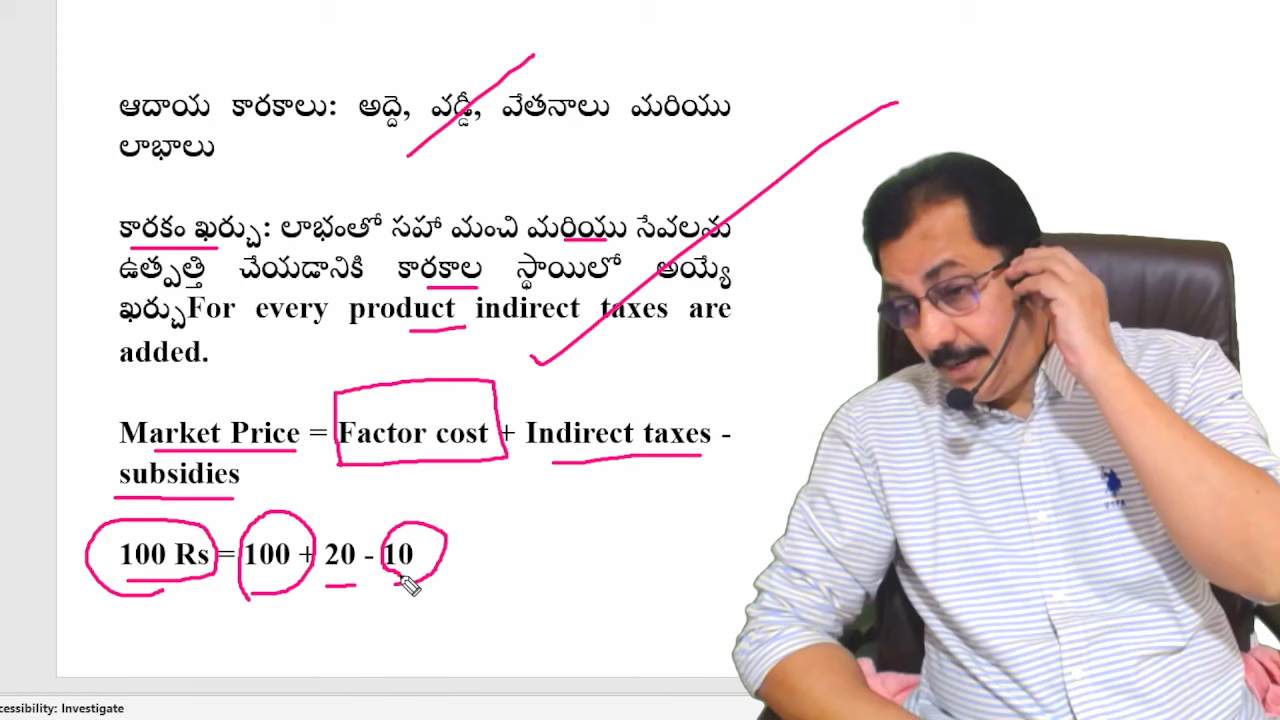 ఆదాయ కారకాలు: అద్దె, వడ్డీ, వేతనాలు మరియు
లాభాలు
కారకం ఖర్చు: లాభంతో సహా మంచి మరియు సేవలను
ఉత్పత్తి చేయడానికి కారకాల స్థాయిలో అయ్యే
ఖర్చుFor every product indirect taxes are
added.
Market Price = Factor cost + Indirect taxes -
subsidies
100 Rs = 100 + 20 - 10
cessibility: Investigate